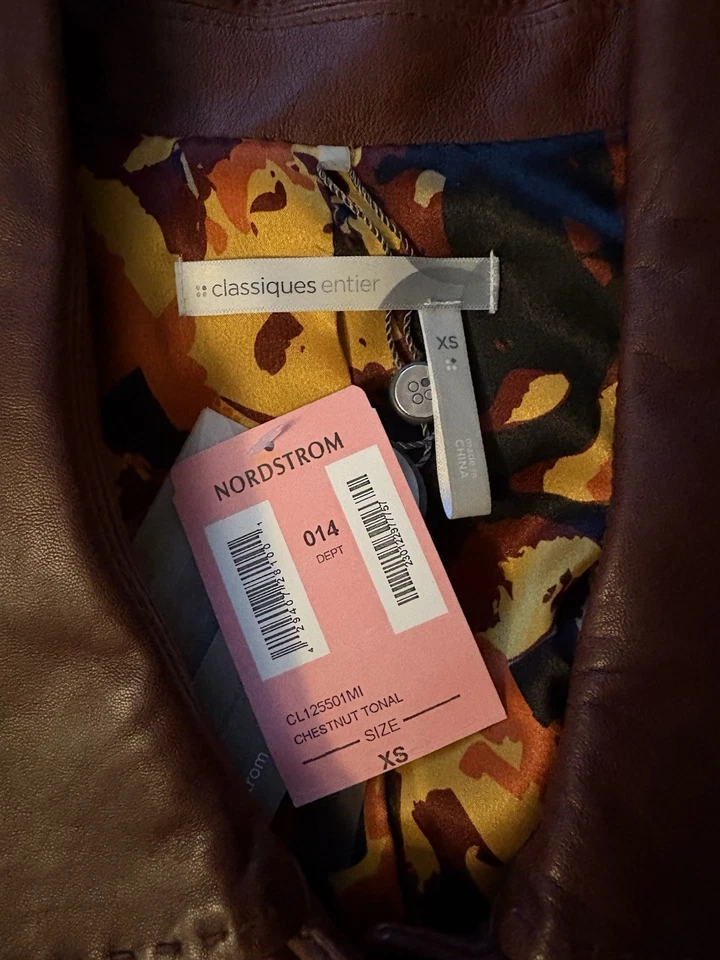 classiques entier
XS
made in
CHINA
NORDSTROM
014
DEPT
CL125501MI
CHESTNUT TONAL
SIZE
XS